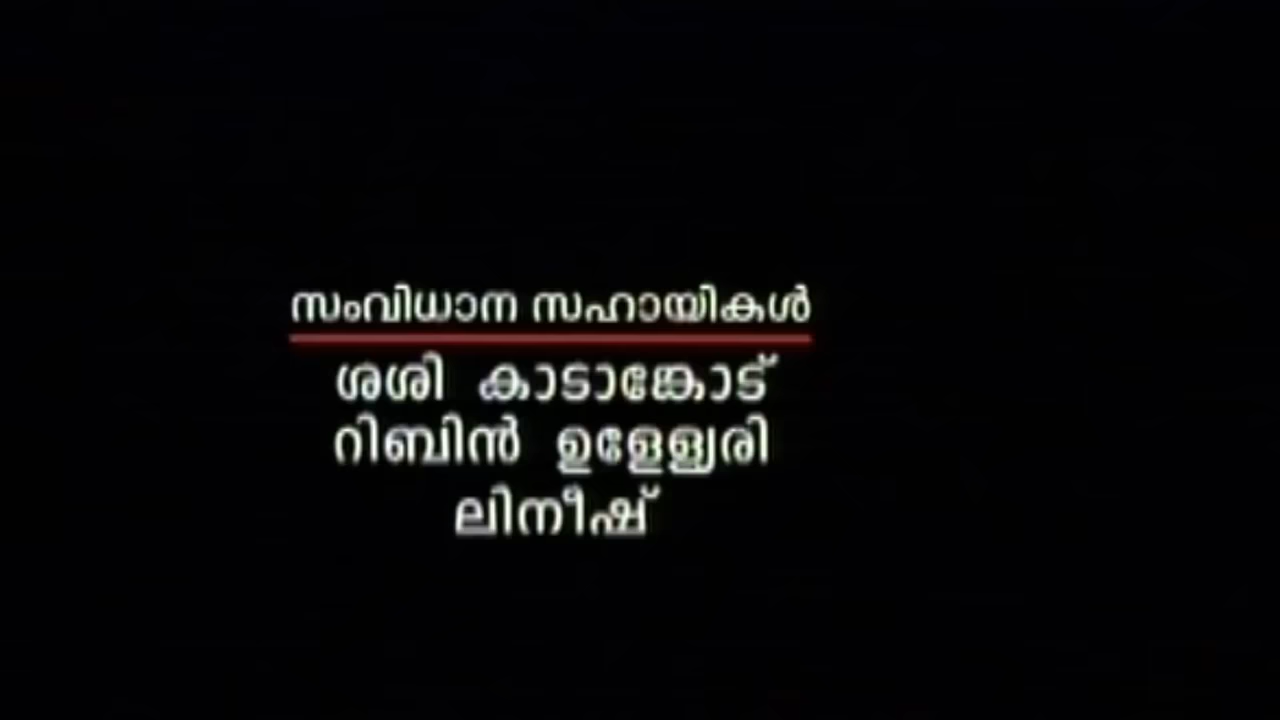 സംവിധാന സഹായികൾ
ശശി കാടാങ്കോട്
റിബിൻ ഉള്ള്യേരി
ലിനീഷ്